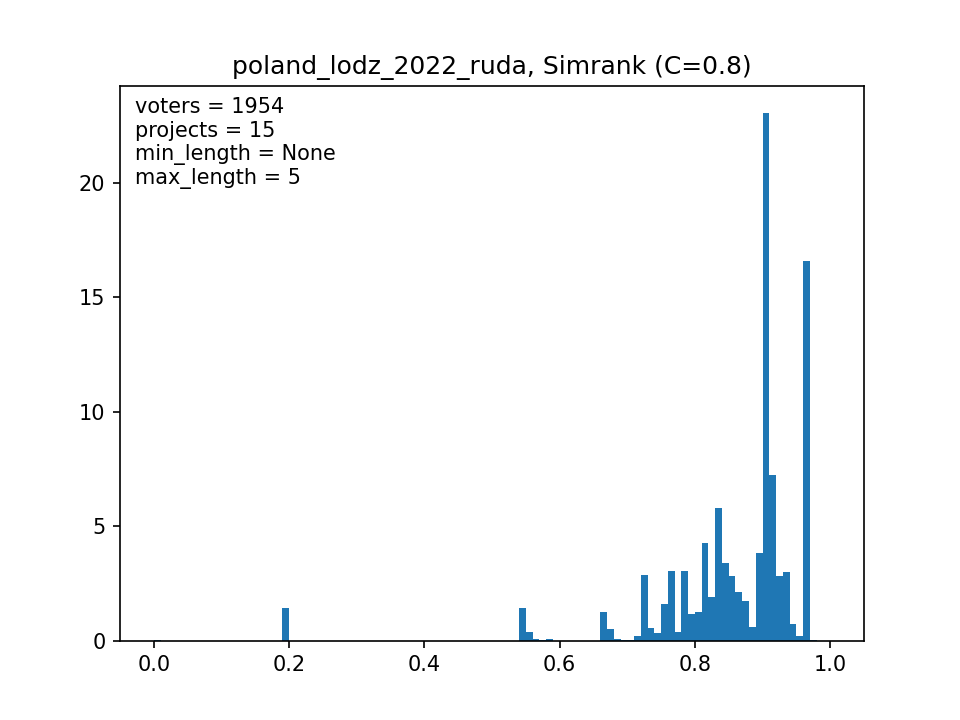 poland_lodz_2022_ruda, Simrank (C=0.8)
voters = 1954
projects = 15
min_length = None
max_length = 5
20
15
10
5
0
0.0 0.2 0.4 0.6 0.8 1.0